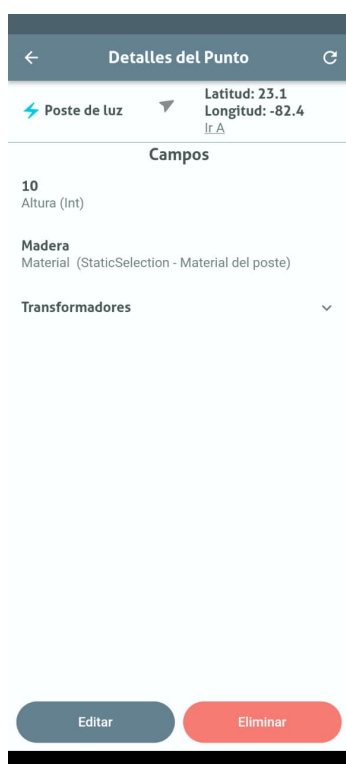 Detalles del Punto
Poste de luz
Latitud: 23.1
Longitud: -82.4
Ir A
Campos
10
Altura (Int)
Madera
Material (StaticSelection - Material del poste)
Transformadores
Editar
Eliminar